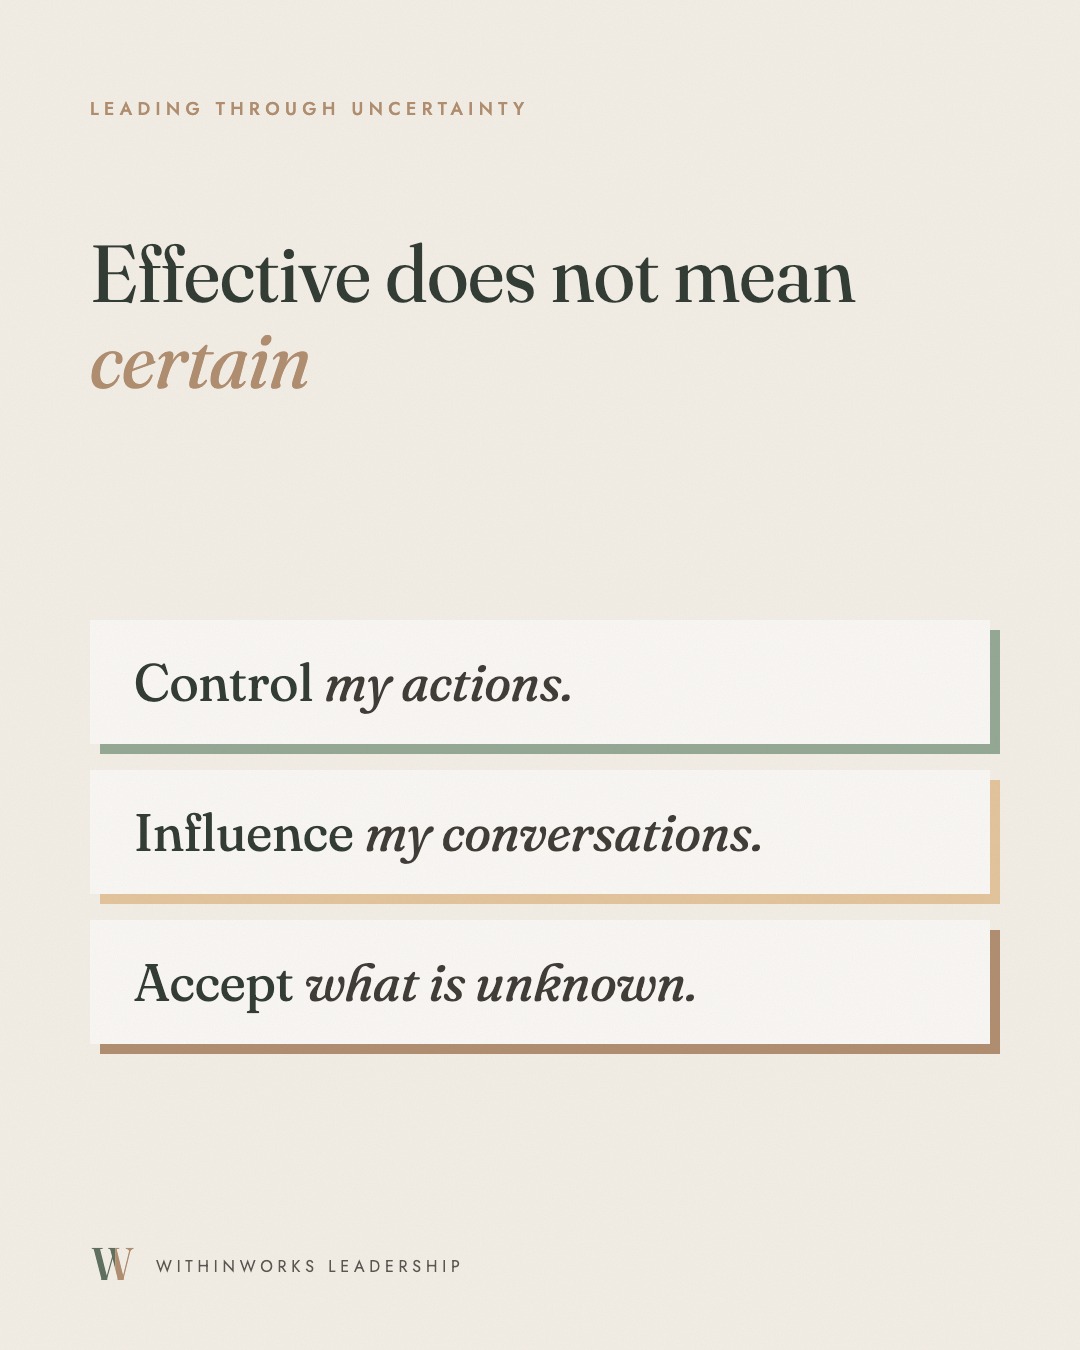 LEADING THROUGH UNCERTAINTY
Effective does not mean
certain
Control my actions.
Influence my conversations.
Accept what is unknown.
W WITHINWORKS LEADERSHIP